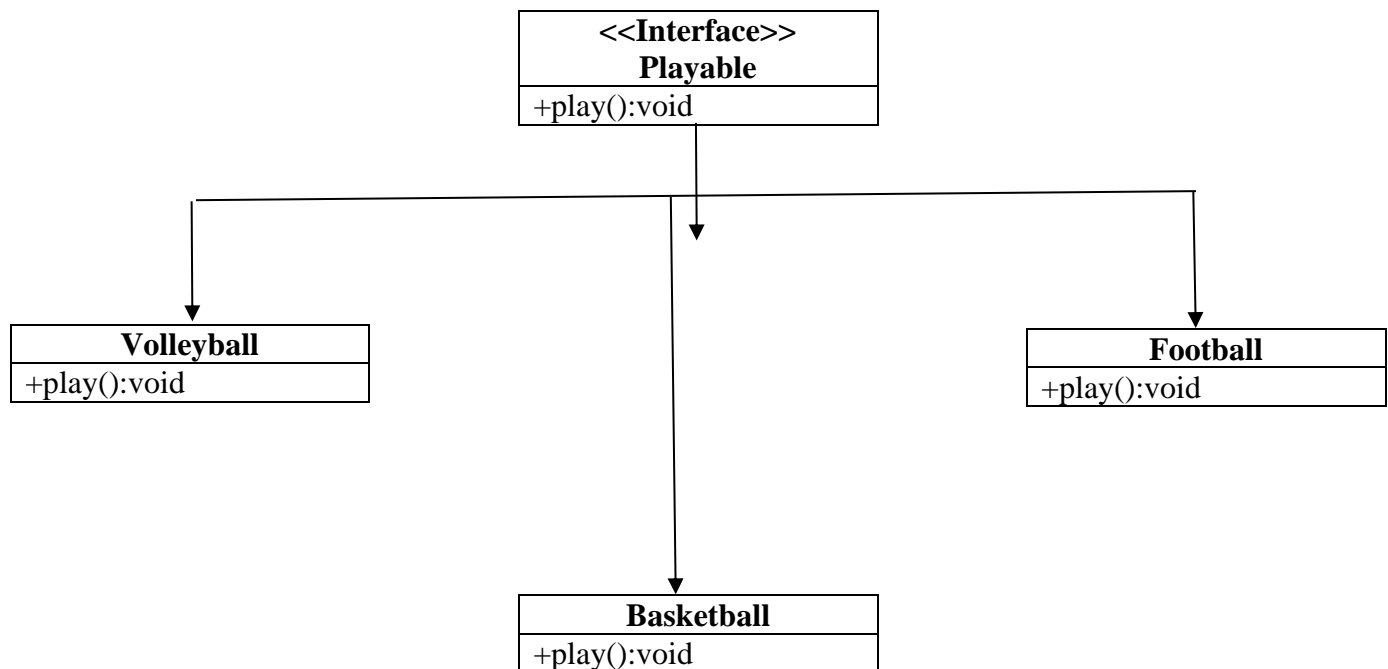 <<Interface>>
Playable
+play():void
Volleyball
+play():void
Football
+play():void
Basketball
+play():void